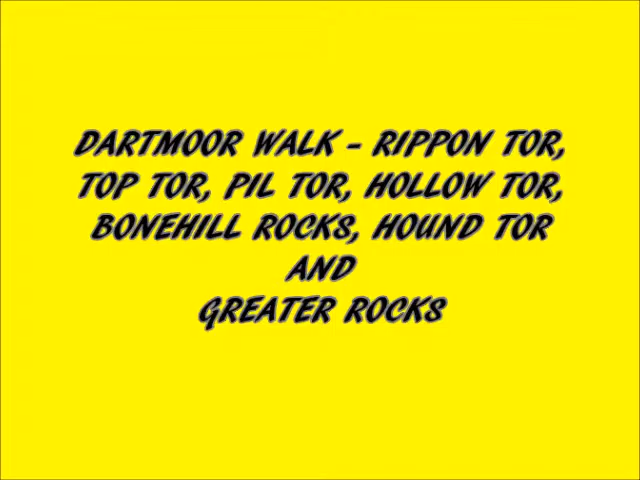 DARTMOOR WALK - RIPPON TOR,
TOP TOR, PIL TOR, HOLLOW TOR,
BONEHILL ROCKS, HOUND TOR
AND
GREATER ROCKS